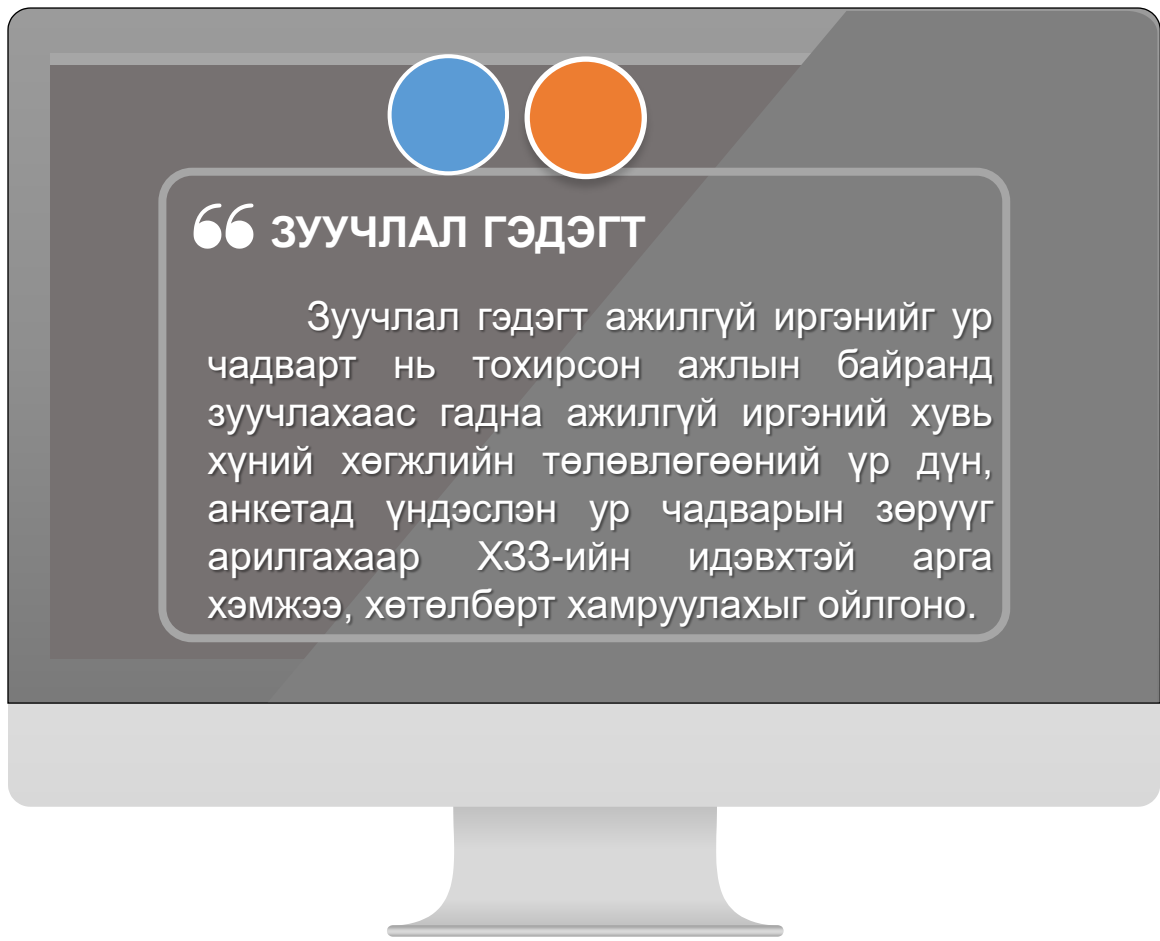 ❝ ЗУУЧЛАЛ ГЭДЭГТ
Зуучлал гэдэгт ажилгүй иргэнийг ур
чадварт нь тохирсон ажлын байранд
зуучлахаас гадна ажилгүй иргэний хувь
хүний хөгжлийн төлөвлөгөөний үр дүн,
анкетад үндэслэн ур чадварын зөрүүг
арилгахаар ХЗЗ-ийн идэвхтэй арга
хэмжээ, хөтөлбөрт хамруулахыг ойлгоно.